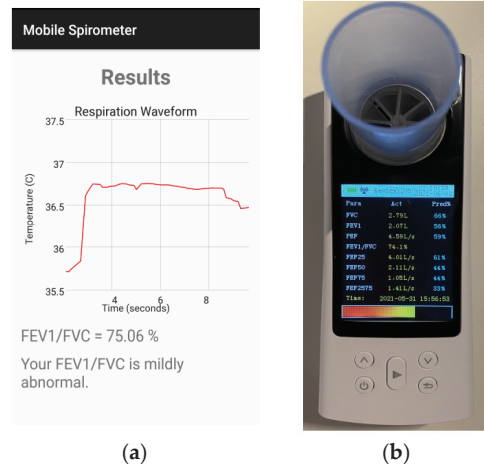 Mobile Spirometer
Results
Respiration Waveform
37.5
37
36.5
36
35.5
Temperature (C)
4 6 8
Time (seconds)
FEV1/FVC = 75.06 %
Your FEV1/FVC is mildly
abnormal.
(a)
Para Act Pred%
FVC 2.79L 66%
FEV1 2.07L 56%
PEF 4.59L/s 59%
FEV1/FVC 74.1%
FEF25 4.01L/s 61%
FEF50 2.11L/s 44%
FEF75 1.05L/s 44%
FEF2575 1.41L/s 33%
Time: 2021-05-31 15:56:53
(b)